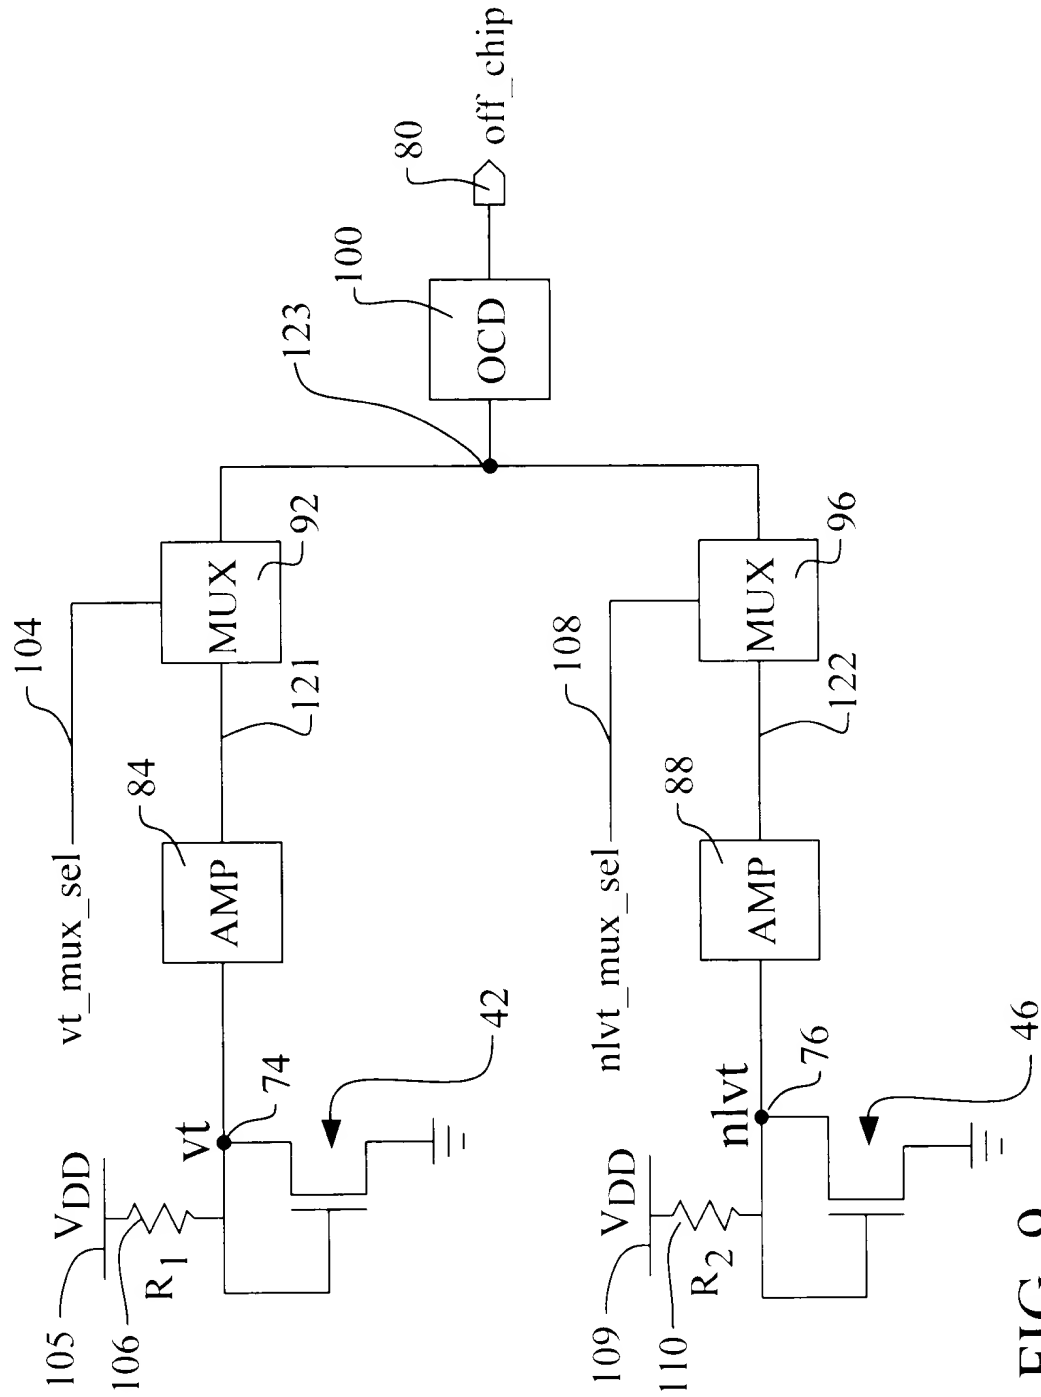 vt_mux_sel
104
105
VDD
106
R1
vt
74
84
AMP
121
MUX
92
42
123
100
OCD
80
off_chip
nlvt_mux_sel
108
109
VDD
110
R2
nlvt
76
88
AMP
122
MUX
96
46
FIG